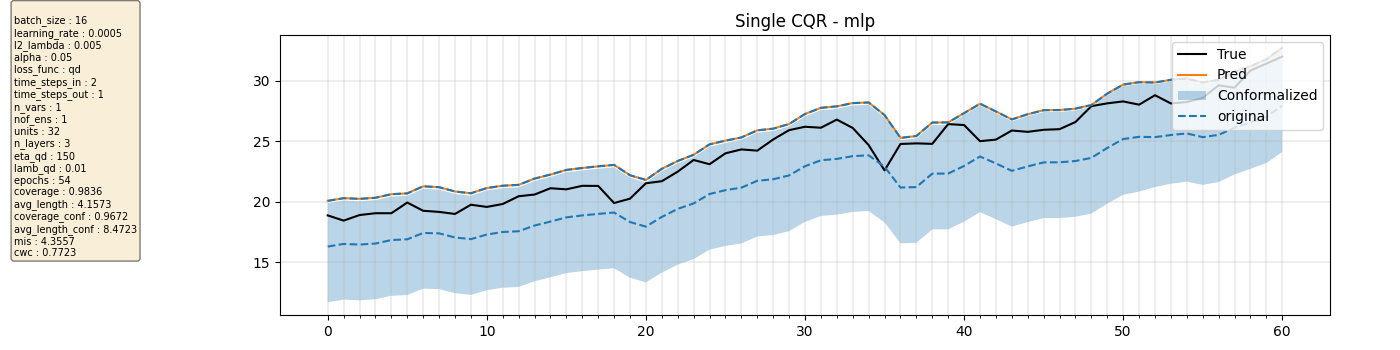 batch_size : 16
learning_rate : 0.0005
l2_lambda : 0.005
alpha : 0.05
loss_func : qd
time_steps_in : 2
time_steps_out : 1
n_vars : 1
nof_ens : 1
units : 32
n_layers : 3
eta_qd : 150
lamb_qd : 0.01
epochs : 54
coverage : 0.9836
avg_length : 4.1573
coverage_conf : 0.9672
avg_length_conf : 8.4723
mis : 4.3557
cwc : 0.7723
Single CQR - mlp
True
Pred
Conformalized
original
30
25
20
15
0 10 20 30 40 50 60